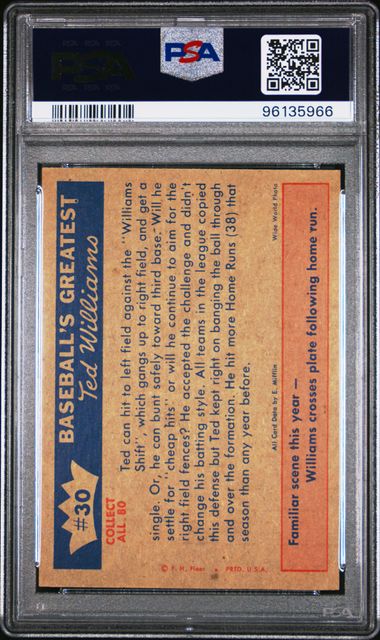 PSA
PSA
96135966
#30
BASEBALL'S GREATEST
Ted Williams
COLLECT
ALL 80
Ted can hit to left field against the "Williams
Shift", which gangs up to right field, and get a
single. Or, he can bunt safely toward third base. Will he
settle for "cheap hits" or will he continue to aim for the
right field fences? He accepted the challenge and didn't
change his batting style. All teams in the league copied
this defense but Ted kept right on banging the ball through
and over the formation. He hit more Home Runs (38) that
season than any year before.
© F. H. Fleer • PRTD. U.S.A.
All Card Data by E. Mifflin
Wide World Photo
Familiar scene this year —
Williams crosses plate following home run.